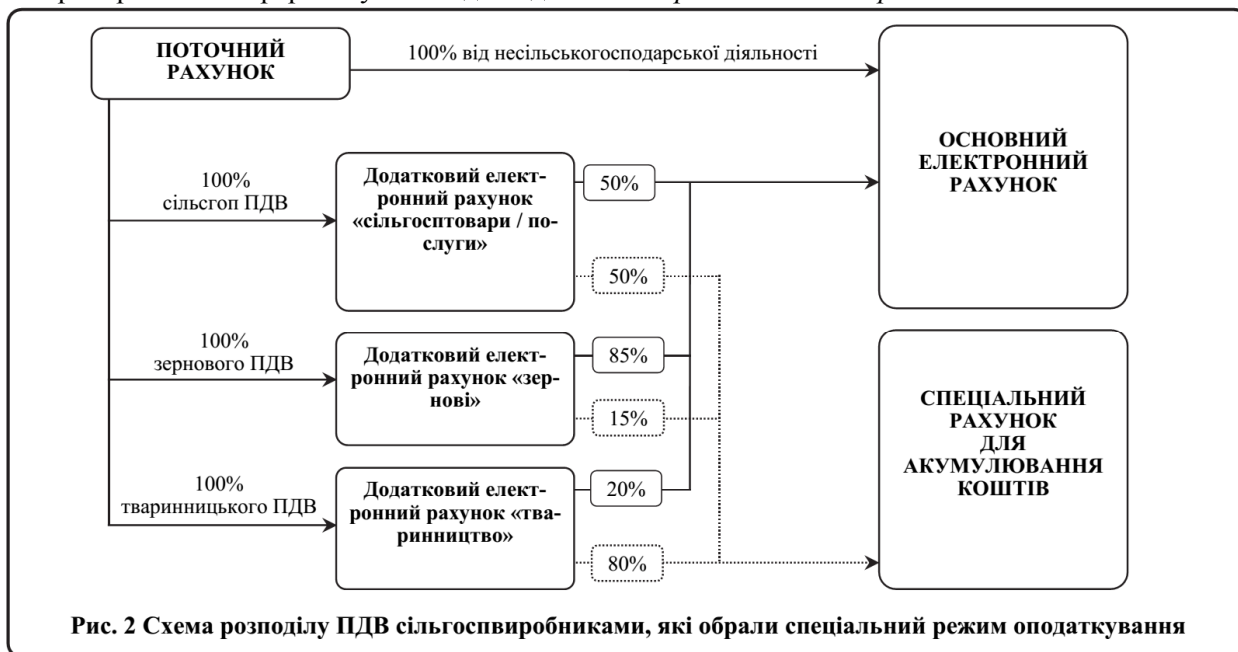 ПОТОЧНИЙ
РАХУНОК
100% від несільськогосподарської діяльності
ОСНОВНИЙ
ЕЛЕКТРОННИЙ
РАХУНОК
100%
сільсгоп ПДВ
Додатковий елект-
ронний рахунок
«сільгосптовари / по-
слуги»
50%
50%
100%
зернового ПДВ
Додатковий елект-
ронний рахунок «зер-
нові»
85%
15%
СПЕЦІАЛЬНИЙ
РАХУНОК
ДЛЯ
АКУМУЛЮВАННЯ
КОШТІВ
100%
тваринницького ПДВ
Додатковий елект-
ронний рахунок «тва-
ринництво»
20%
80%
Рис. 2 Схема розподілу ПДВ сільгоспвиробниками, які обрали спеціальний режим оподаткування